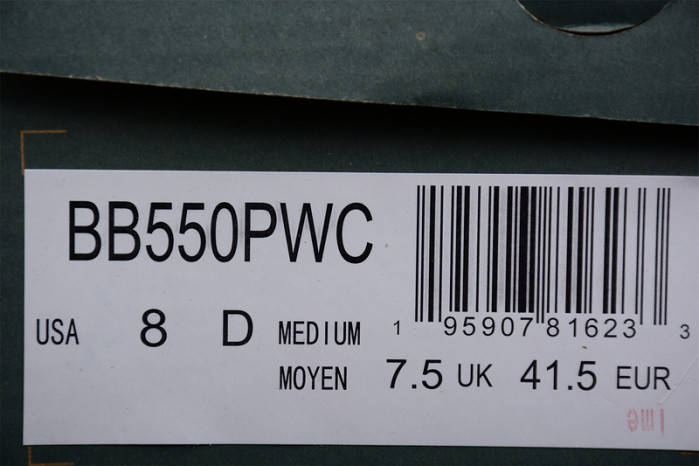 BB550PWC
1 95907 81623 3
USA 8 D MEDIUM
MOYEN 7.5 UK 41.5 EUR